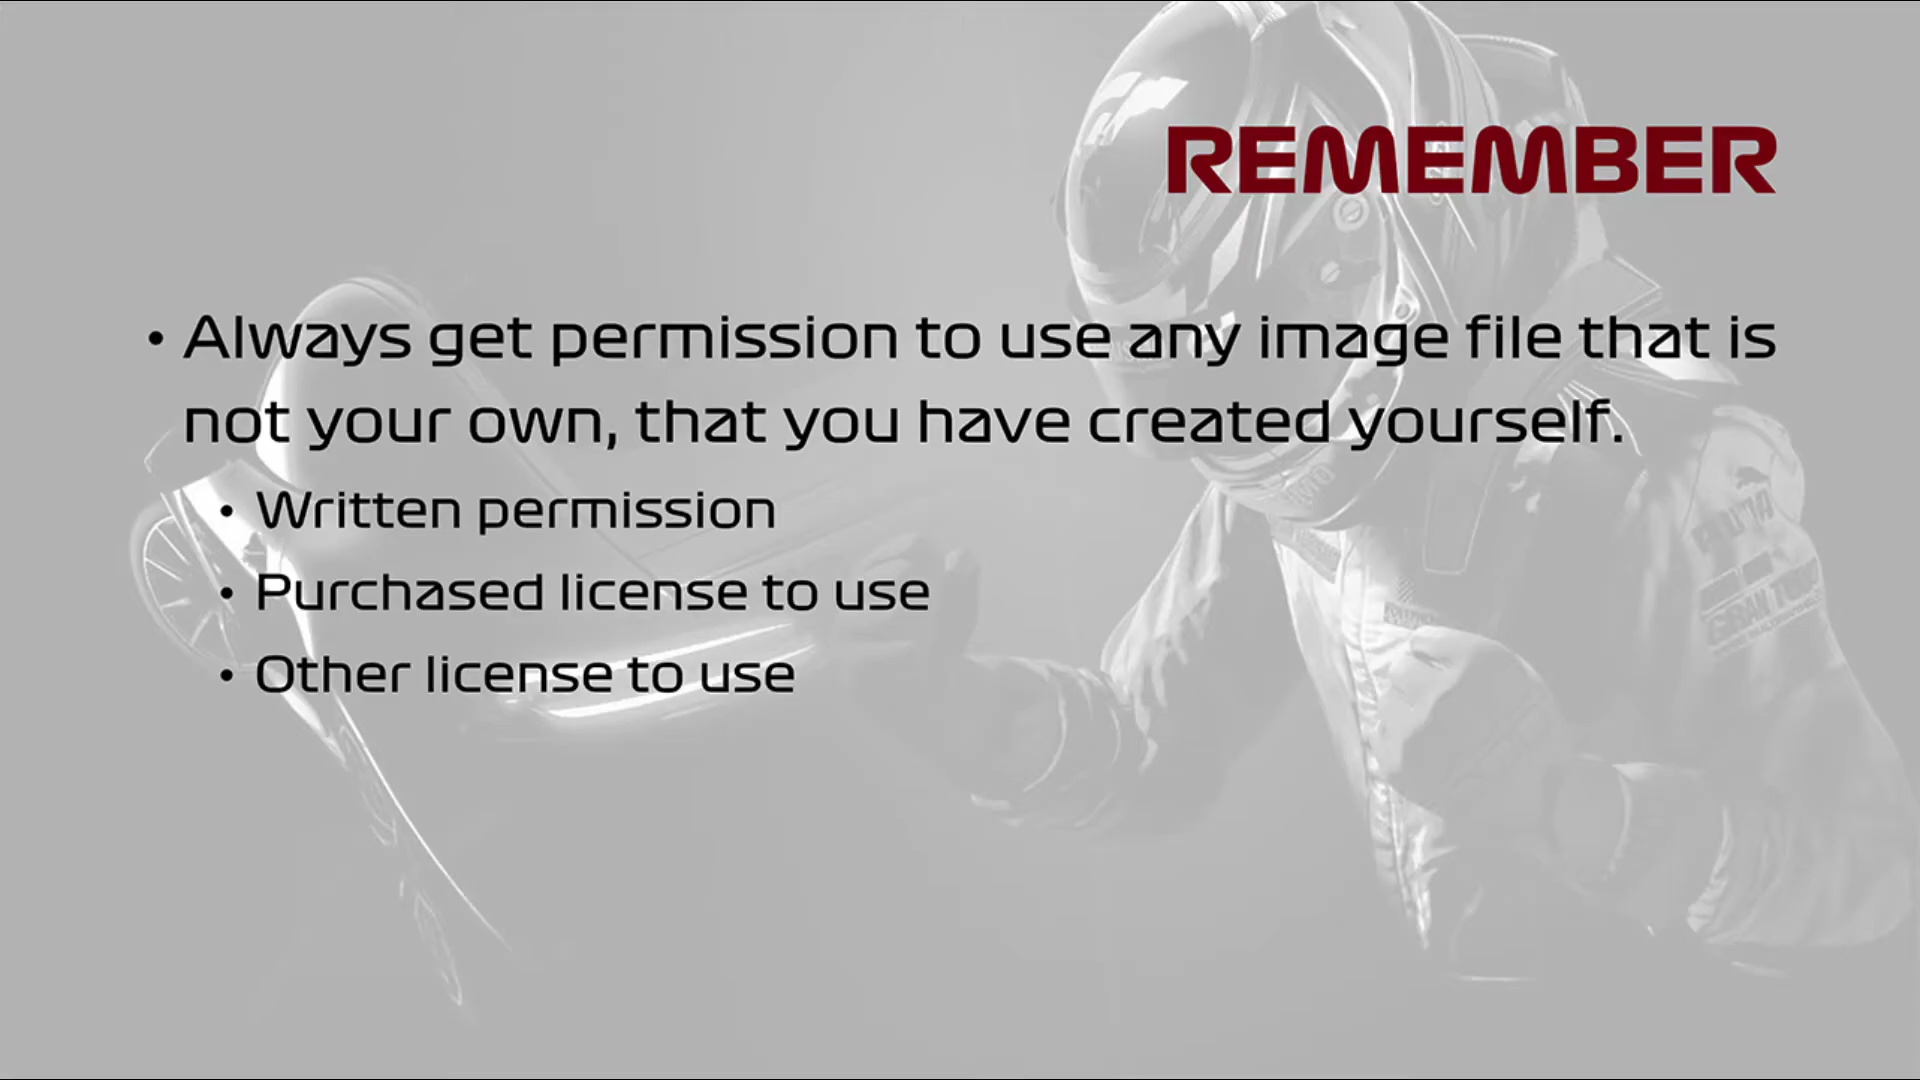 REMEMBER
• Always get permission to use any image file that is
not your own, that you have created yourself.
• Written permission
• Purchased license to use
• Other license to use